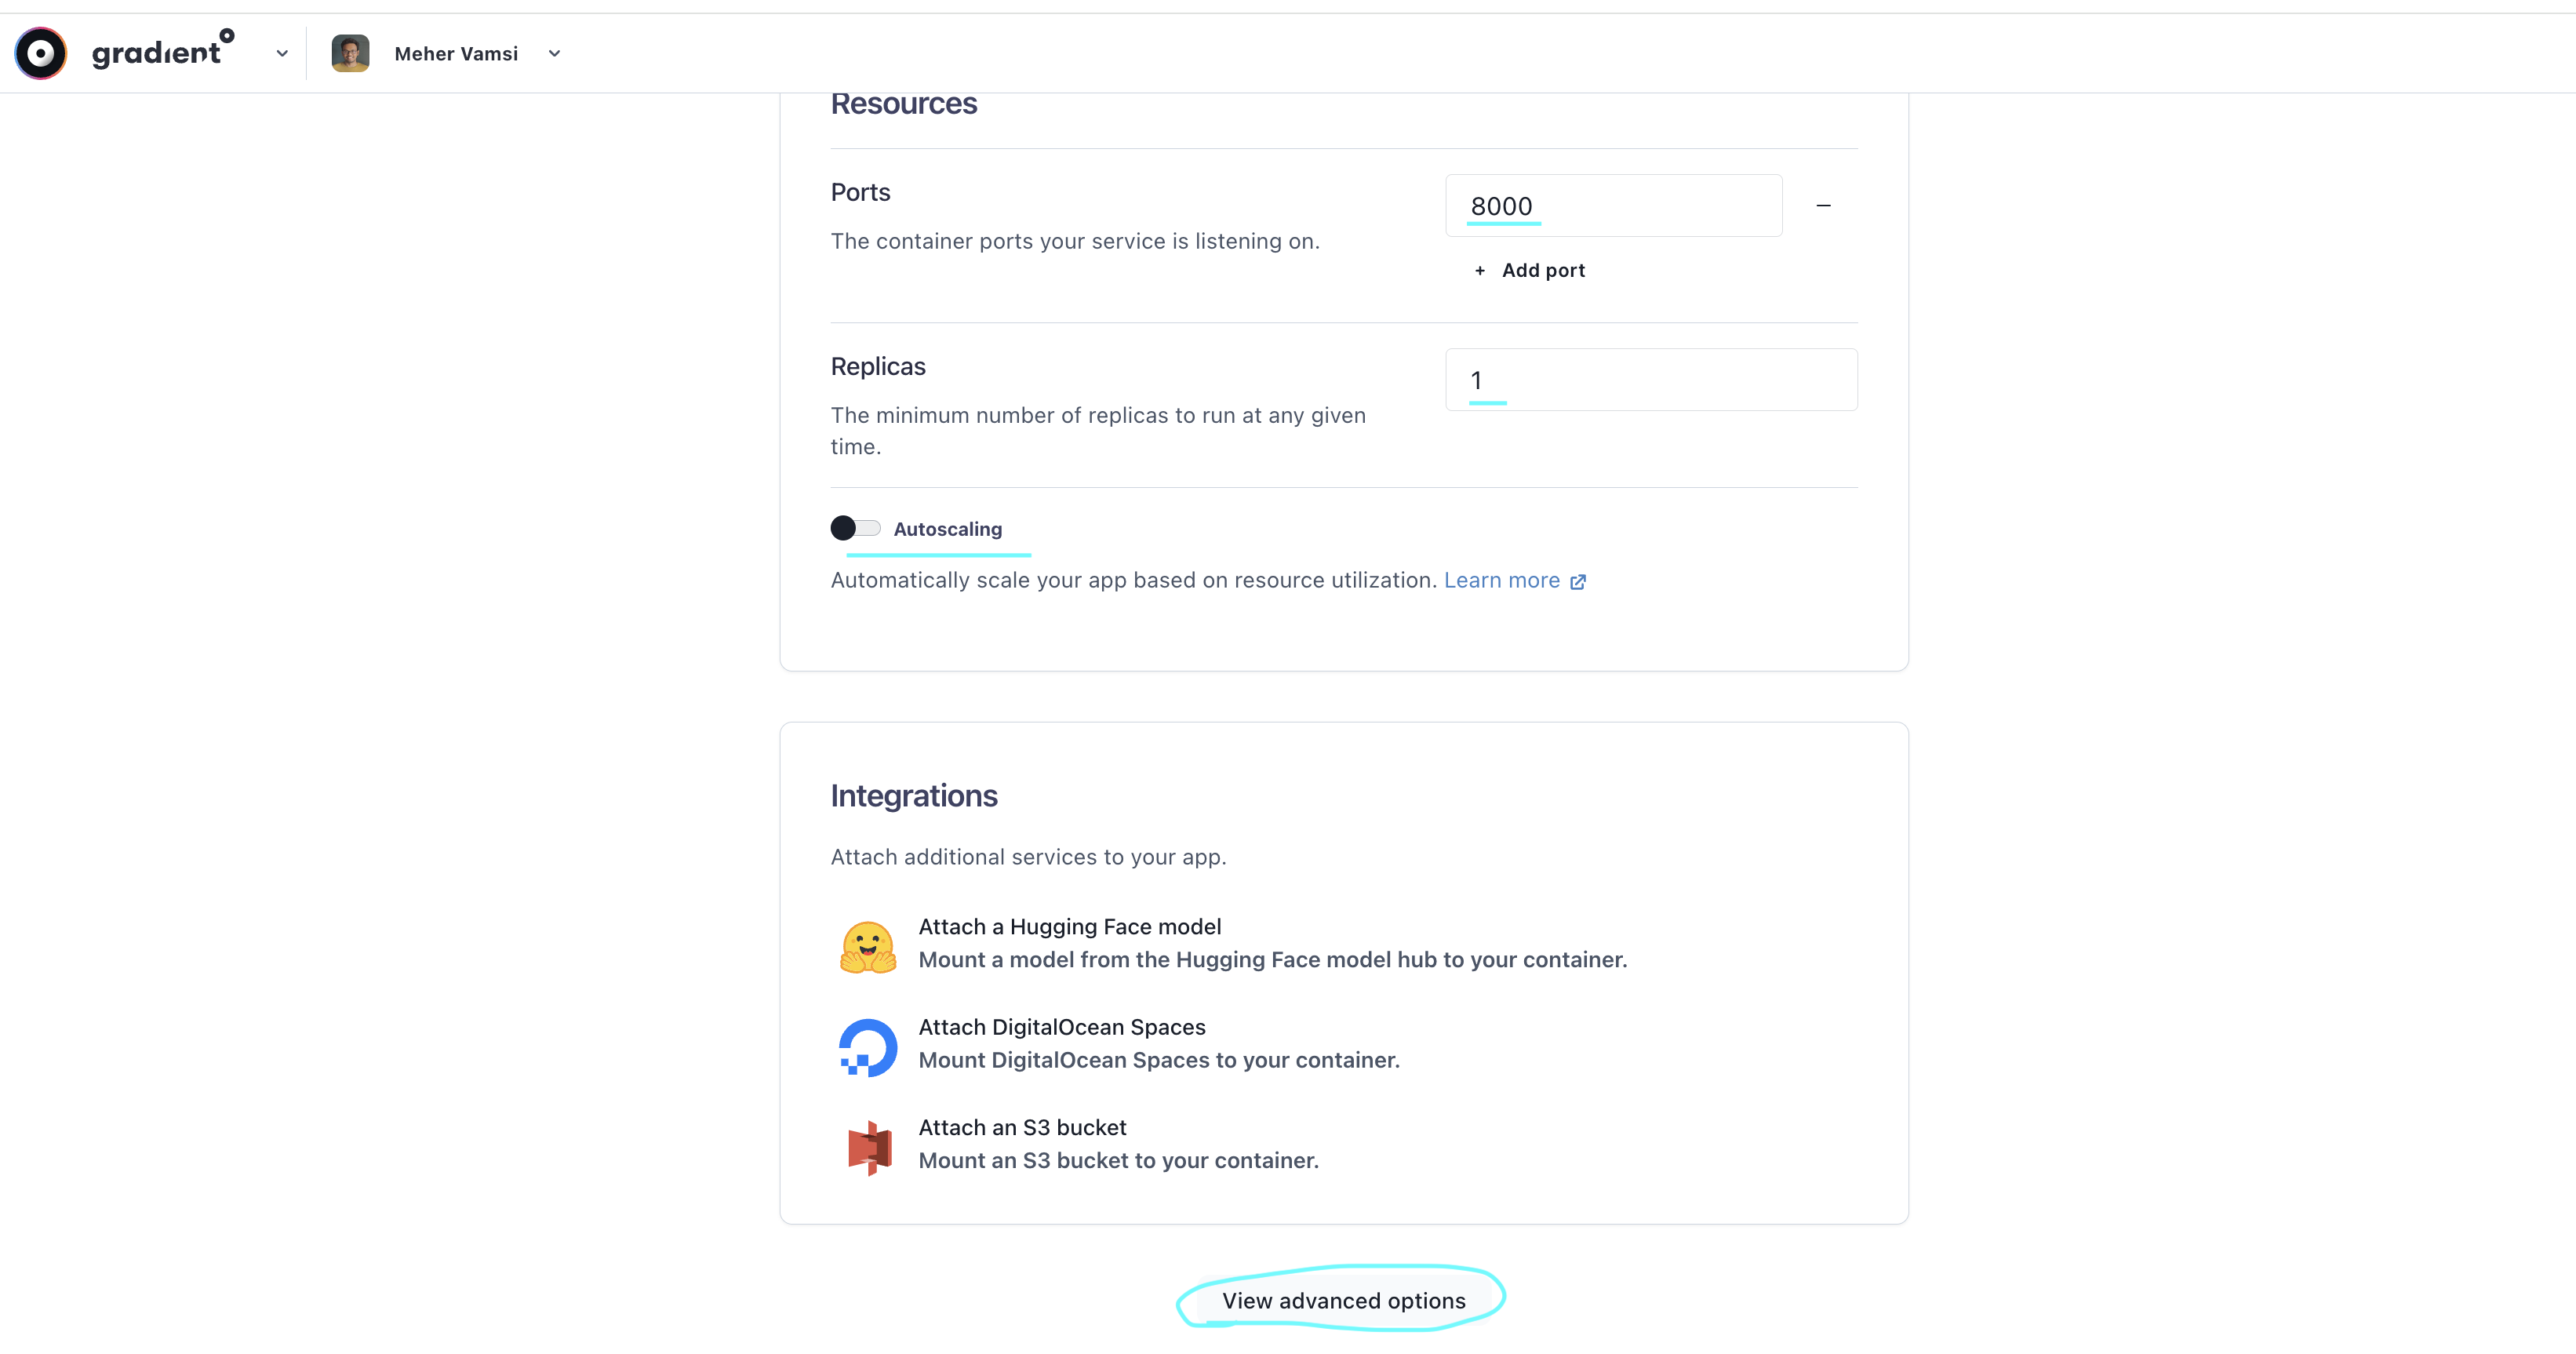 gradient
Meher Vamsi
Resources
Ports
8000
The container ports your service is listening on.
+ Add port
Replicas
1
The minimum number of replicas to run at any given
time.
Autoscaling
Automatically scale your app based on resource utilization. Learn more
Integrations
Attach additional services to your app.
Attach a Hugging Face model
Mount a model from the Hugging Face model hub to your container.
Attach DigitalOcean Spaces
Mount DigitalOcean Spaces to your container.
Attach an S3 bucket
Mount an S3 bucket to your container.
View advanced options